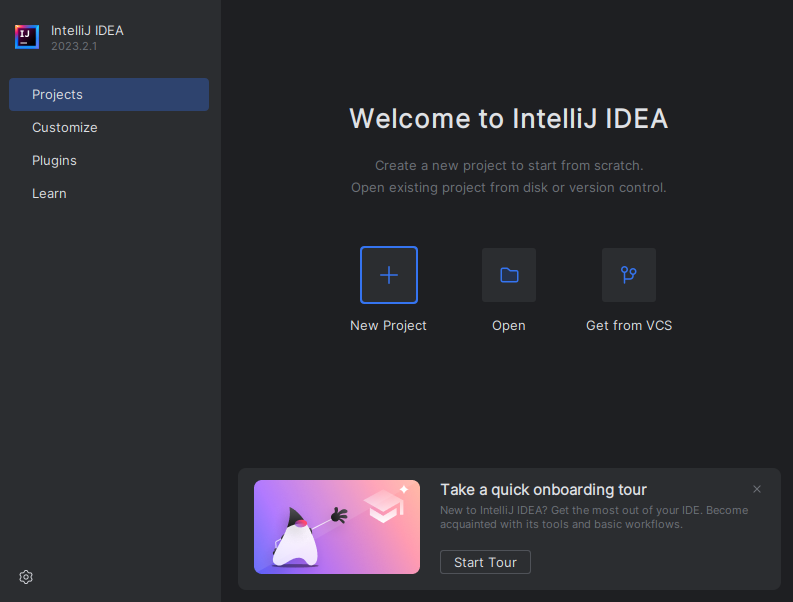 IntelliJ IDEA
2023.2.1
Projects
Customize
Plugins
Learn
Welcome to IntelliJ IDEA
Create a new project to start from scratch.
Open existing project from disk or version control.
New Project
Open
Get from VCS
Take a quick onboarding tour
New to IntelliJ IDEA? Get the most out of your IDE. Become
acquainted with its tools and basic workflows.
Start Tour